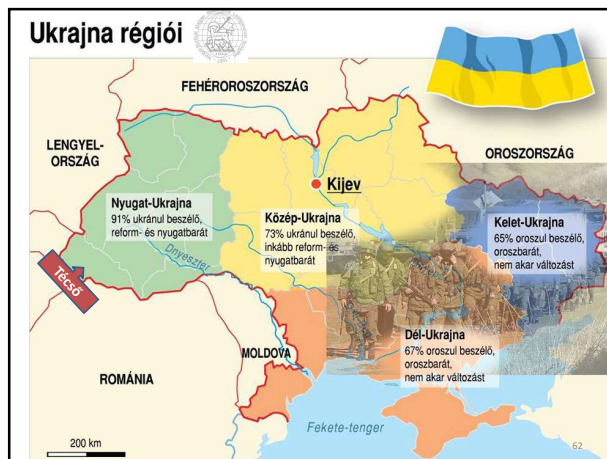 Ukrajna régiói
FEHÉROROSZORSZÁG
LENGYEL-
ORSZÁG
OROSZORSZÁG
Kijev
Nyugat-Ukrajna
91% ukránul beszélő,
reform- és nyugatbarát
Közép-Ukrajna
73% ukránul beszélő,
inkább reform- és
nyugatbarát
Kelet-Ukrajna
65% oroszul beszélő,
oroszbarát,
nem akar változást
Dnyeszter
Técső
Dél-Ukrajna
67% oroszul beszélő,
oroszbarát,
nem akar változást
MOLDOVA
ROMÁNIA
Fekete-tenger
200 km
62